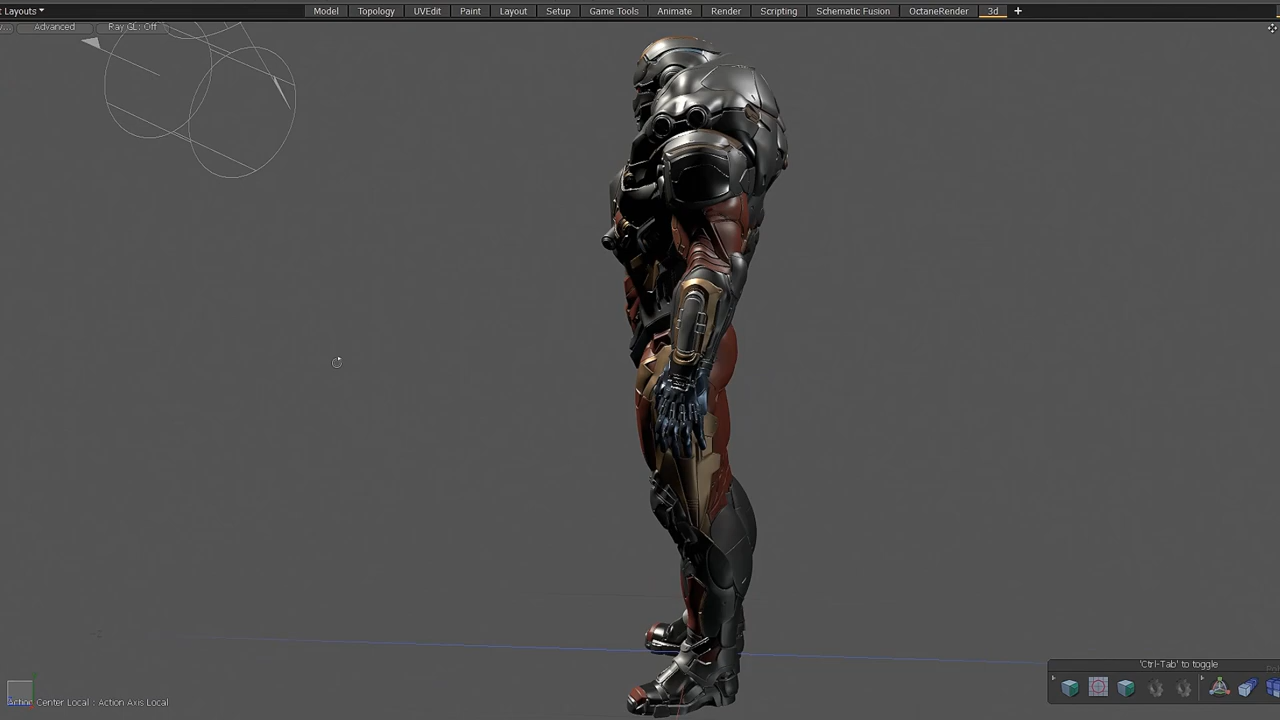 Layouts Model Topology UVEdit Paint Layout Setup Game Tools Animate Render Scripting Schematic Fusion OctaneRender 3d +
Advanced Ray GL: Off
'Ctrl-Tab' to toggle
Action Center Local : Action Axis Local